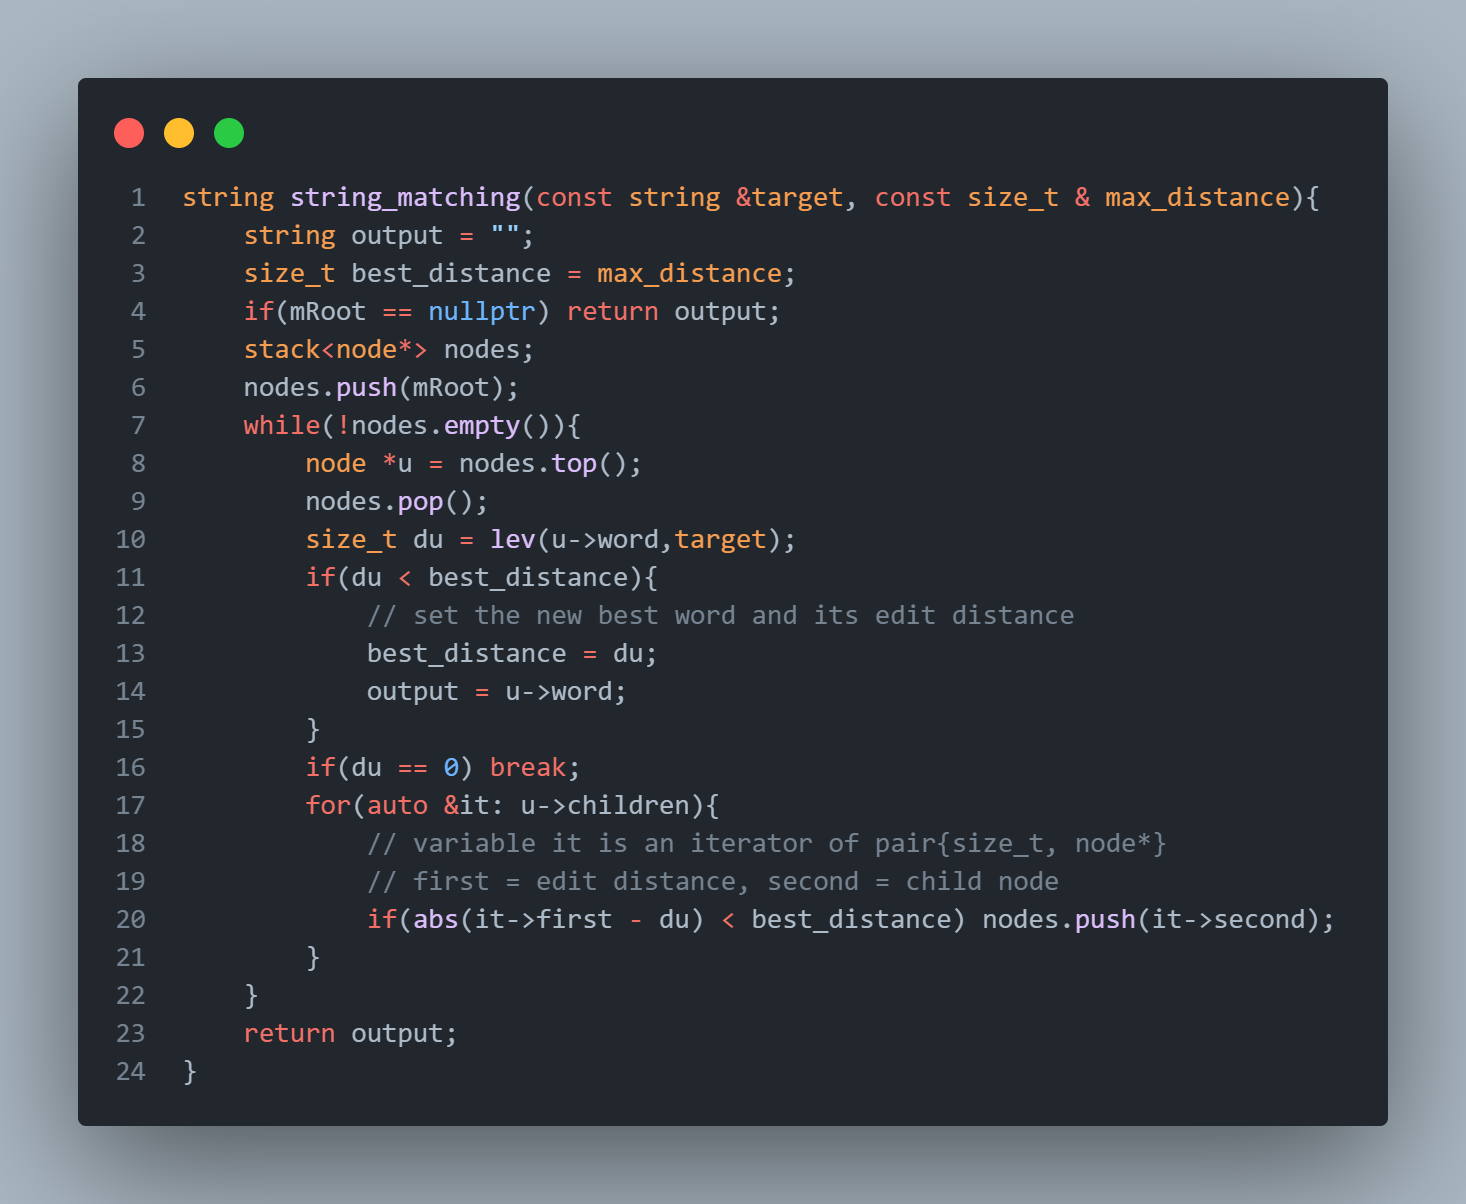 1 string string_matching(const string &target, const size_t & max_distance){
2     string output = "";
3     size_t best_distance = max_distance;
4     if(mRoot == nullptr) return output;
5     stack<node*> nodes;
6     nodes.push(mRoot);
7     while(!nodes.empty()){
8         node *u = nodes.top();
9         nodes.pop();
10         size_t du = lev(u->word,target);
11         if(du < best_distance){
12             // set the new best word and its edit distance
13             best_distance = du;
14             output = u->word;
15         }
16         if(du == 0) break;
17         for(auto &it: u->children){
18             // variable it is an iterator of pair{size_t, node*}
19             // first = edit distance, second = child node
20             if(abs(it->first - du) < best_distance) nodes.push(it->second);
21         }
22     }
23     return output;
24 }